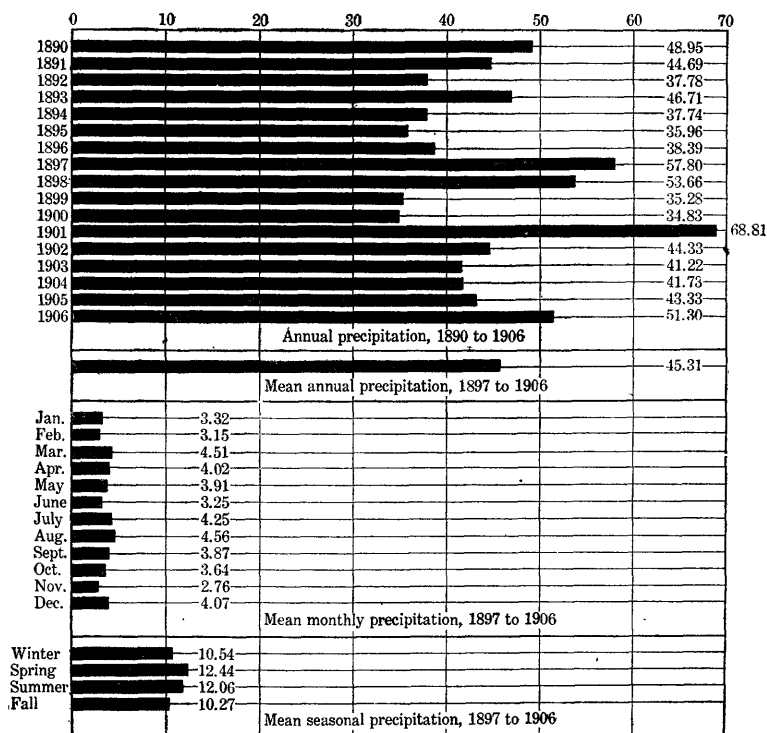 0 10 20 30 40 50 60 70
1890 48.95
1891 44.69
1892 37.78
1893 46.71
1894 37.74
1895 35.96
1896 38.39
1897 57.80
1898 53.66
1899 35.28
1900 34.83
1901 68.81
1902 44.33
1903 41.22
1904 41.73
1905 43.33
1906 51.30
Annual precipitation, 1890 to 1906
45.31
Mean annual precipitation, 1897 to 1906
Jan. 3.32
Feb. 3.15
Mar. 4.51
Apr. 4.02
May 3.91
June 3.25
July 4.25
Aug. 4.56
Sept. 3.87
Oct. 3.64
Nov. 2.76
Dec. 4.07
Mean monthly precipitation, 1897 to 1906
Winter 10.54
Spring 12.44
Summer 12.06
Fall 10.27
Mean seasonal precipitation, 1897 to 1906